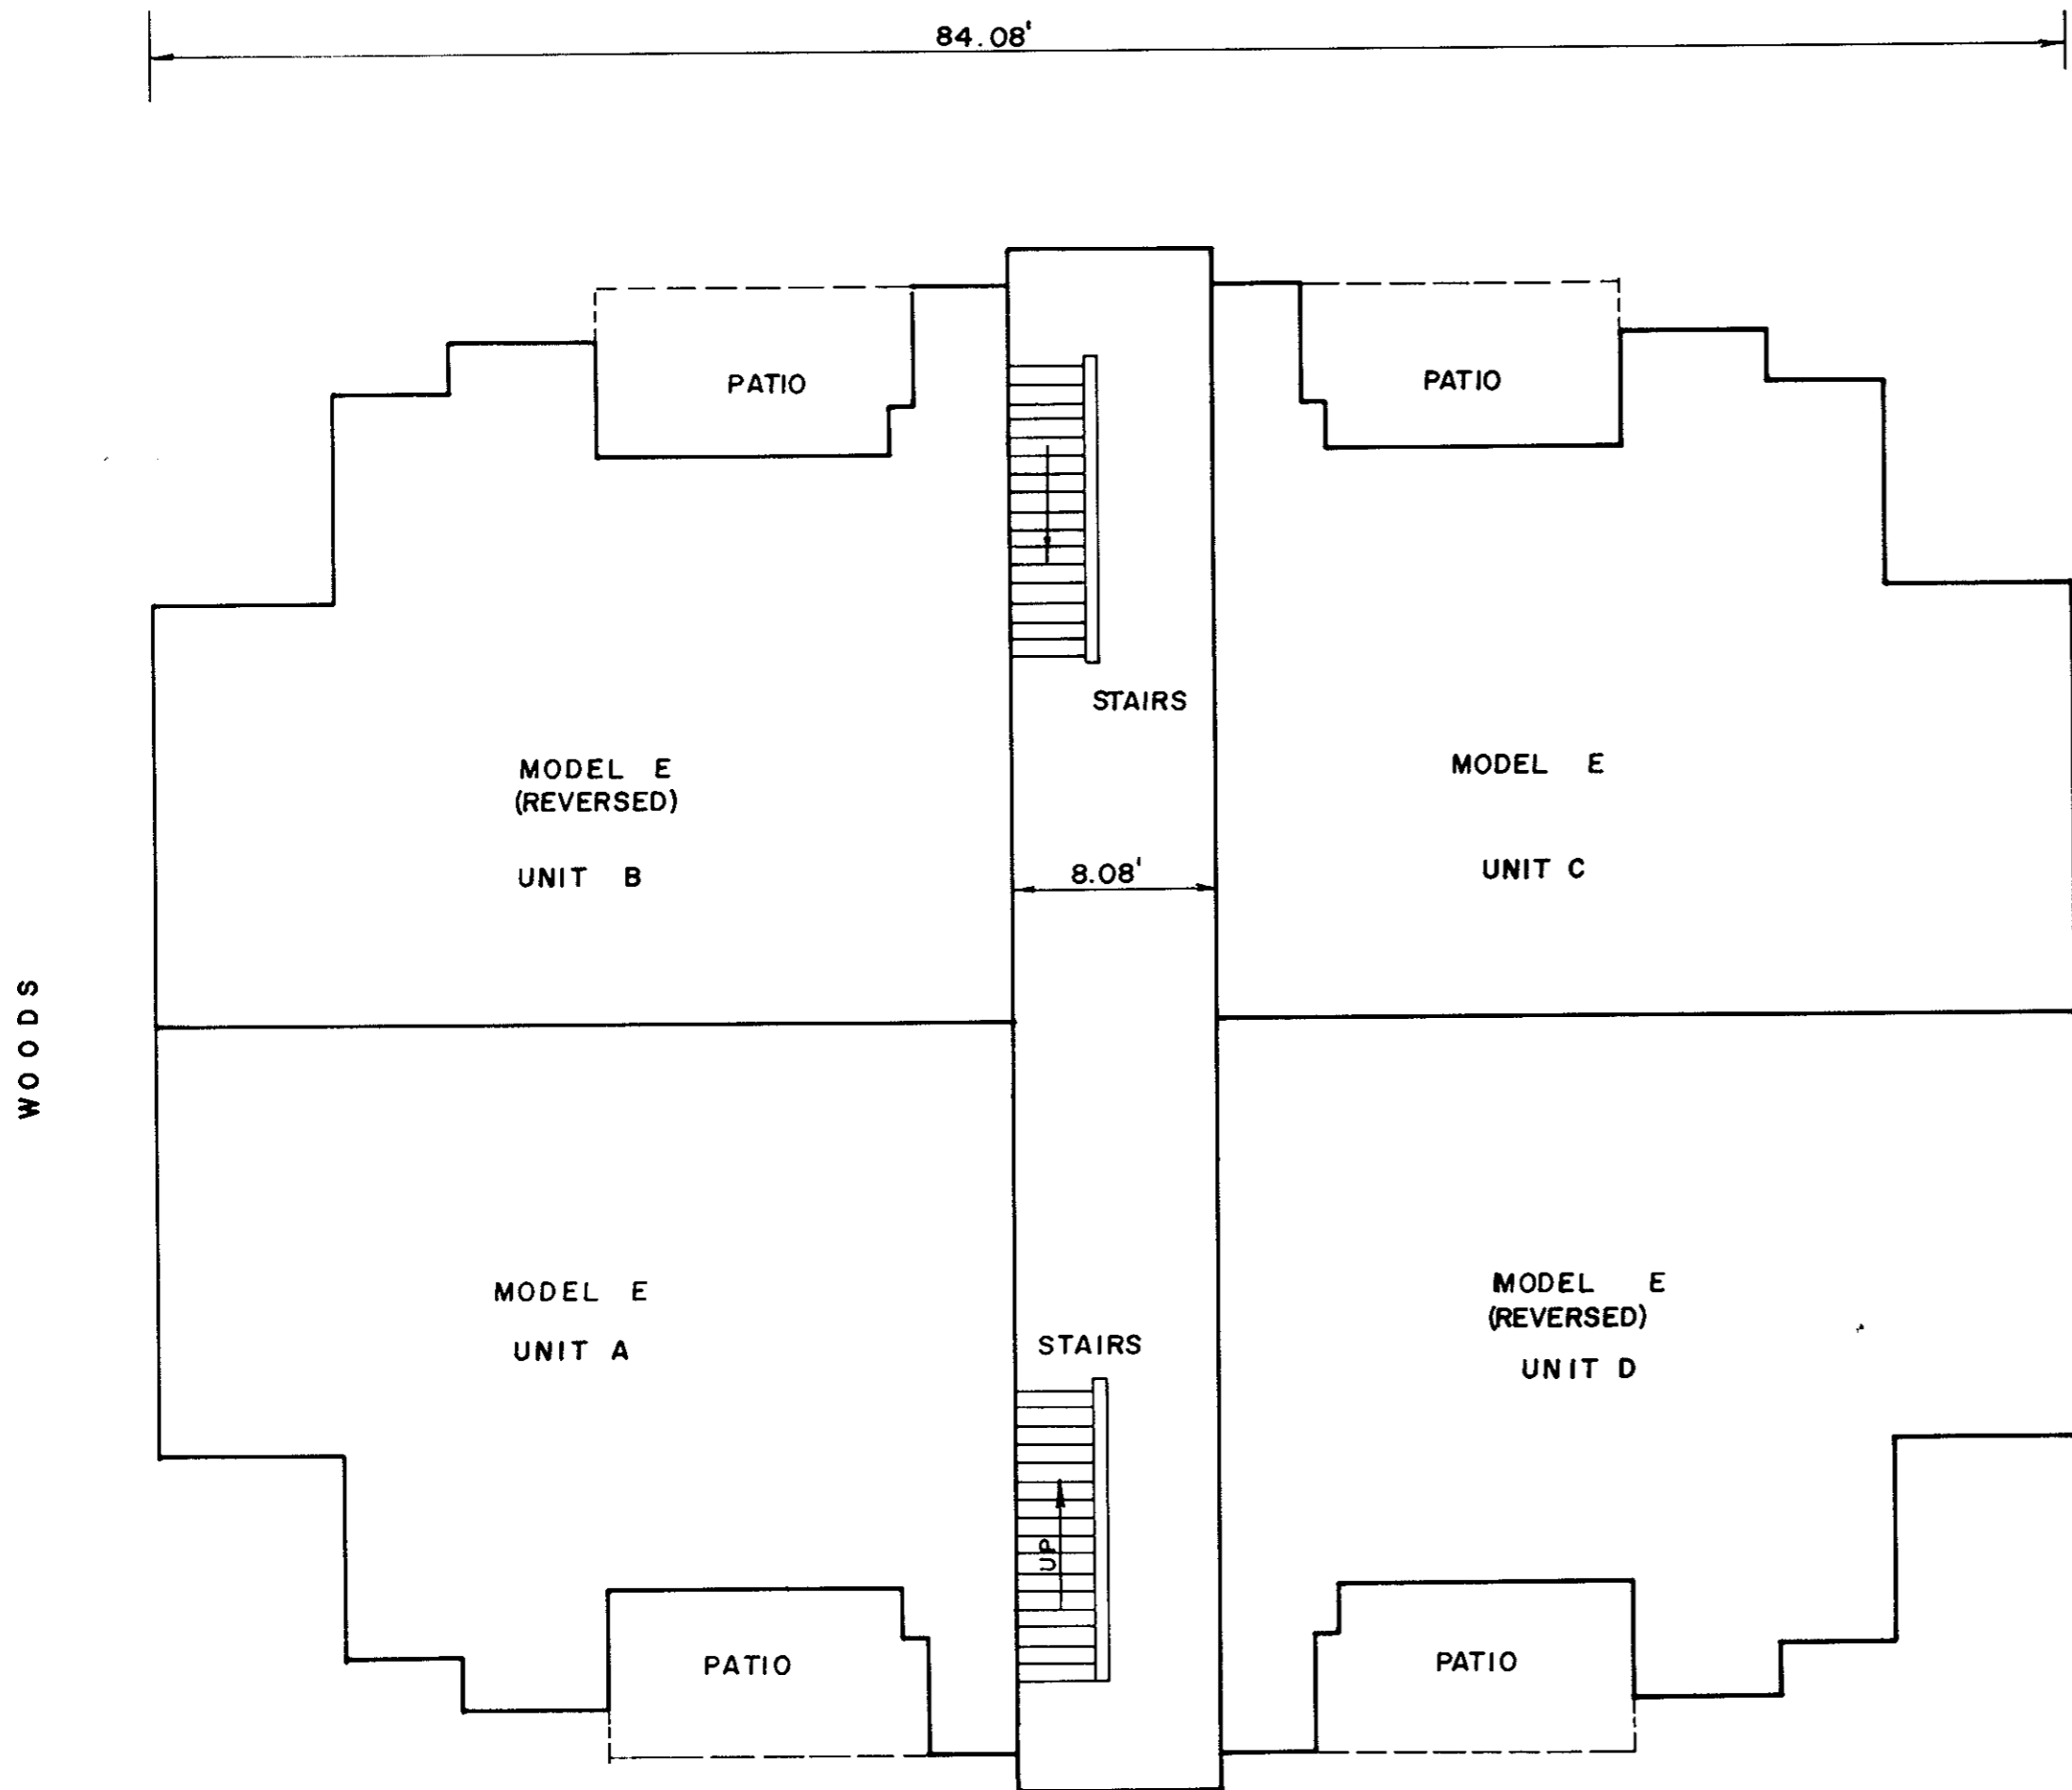 84.08'
PATIO
PATIO
STAIRS
MODEL E
(REVERSED)
UNIT B
MODEL E
UNIT C
8.08'
WOODS
MODEL E
UNIT A
STAIRS
MODEL E
(REVERSED)
UNIT D
UP
PATIO
PATIO